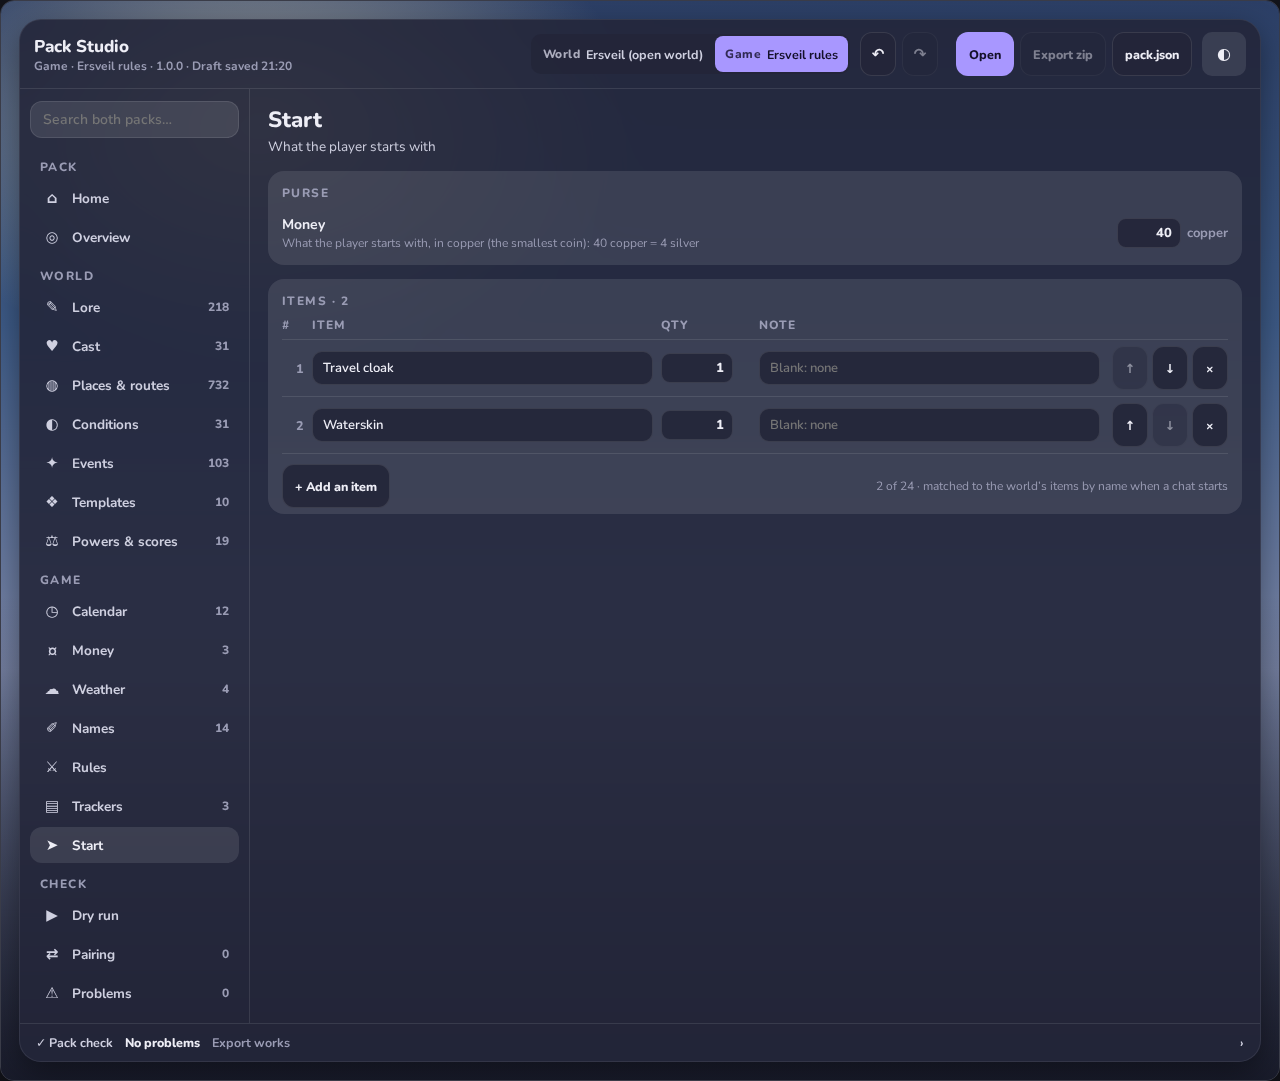 Pack Studio
Game · Ersveil rules · 1.0.0 · Draft saved 21:20
World Ersveil (open world) Game Ersveil rules
Open Export zip pack.json
Search both packs...
PACK
Home
Overview
WORLD
Lore 218
Cast 31
Places & routes 732
Conditions 31
Events 103
Templates 10
Powers & scores 19
GAME
Calendar 12
Money 3
Weather 4
Names 14
Rules
Trackers 3
Start
CHECK
Dry run
Pairing 0
Problems 0
Start
What the player starts with
PURSE
Money
What the player starts with, in copper (the smallest coin): 40 copper = 4 silver
40 copper
ITEMS · 2
# ITEM QTY NOTE
1 Travel cloak 1 Blank: none
2 Waterskin 1 Blank: none
+ Add an item
2 of 24 · matched to the world's items by name when a chat starts
✓ Pack check No problems Export works